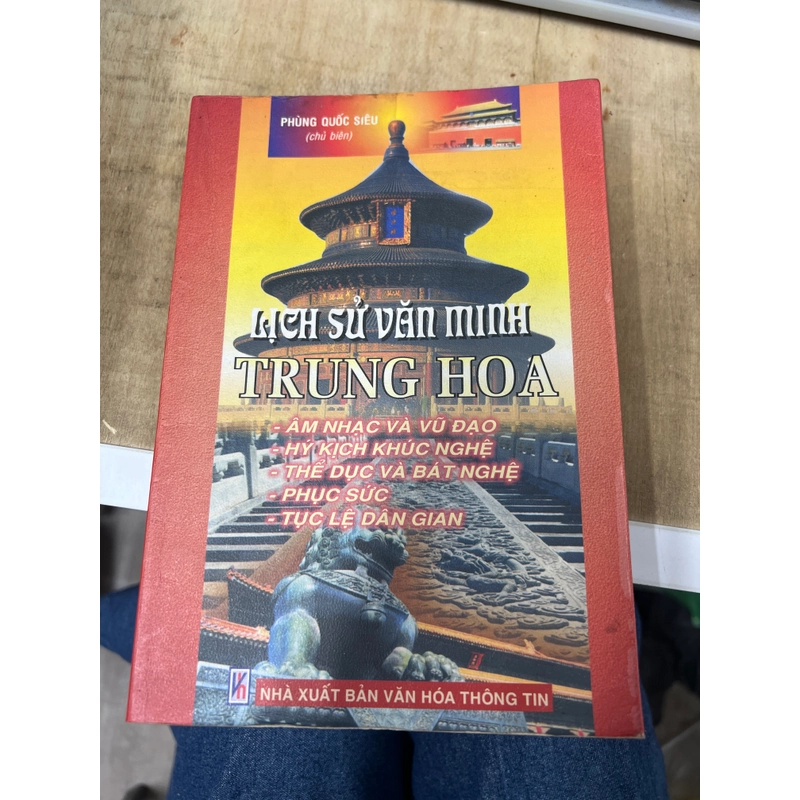 PHÙNG QUỐC SIÊU
(chủ biên)
LỊCH SỬ VĂN MINH
TRUNG HOA
- ÂM NHẠC VÀ VŨ ĐẠO
- HÝ KỊCH KHÚC NGHỆ
- THỂ DỤC VÀ BÁT NGHỆ
- PHỤC SỨC
- TỤC LỆ DÂN GIAN
NHÀ XUẤT BẢN VĂN HÓA THÔNG TIN